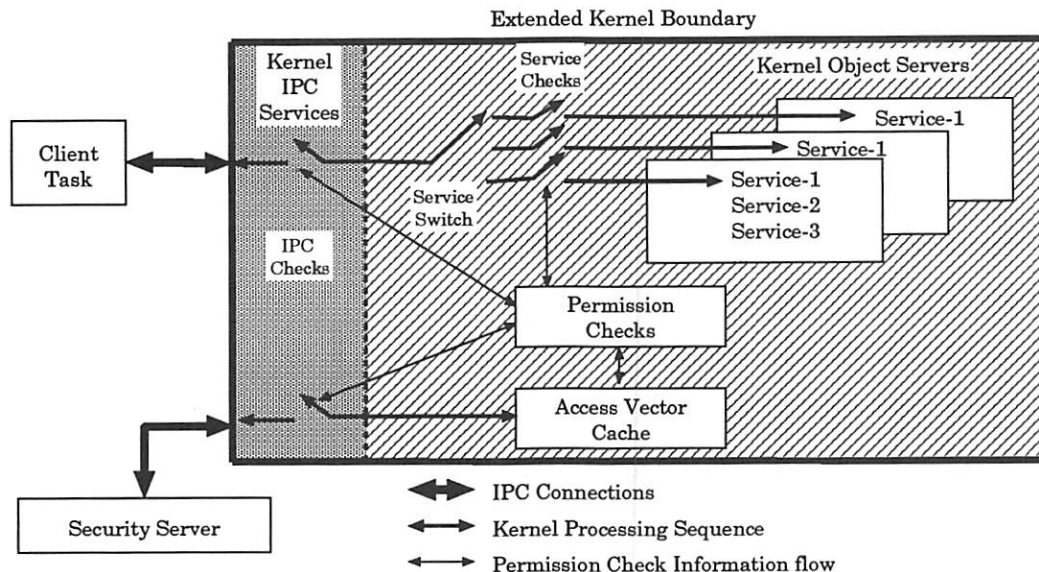 Extended Kernel Boundary
Kernel
IPC
Services
Service
Checks
Kernel Object Servers
Service-1
Service-1
Service-1
Service-2
Service-3
Client
Task
Service
Switch
IPC
Checks
Permission
Checks
Access Vector
Cache
Security Server
IPC Connections
Kernel Processing Sequence
Permission Check Information flow